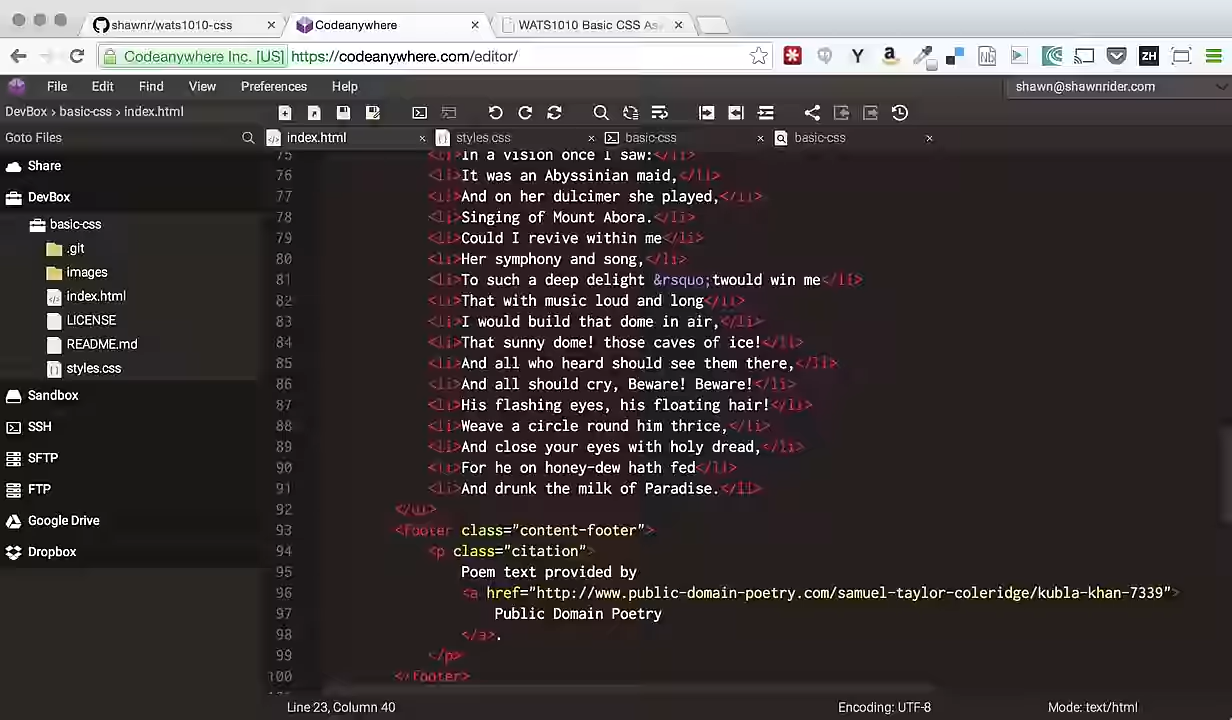 shawnr/wats1010-css
Codeanywhere
WATS1010 Basic CSS As
Codeanywhere Inc. [US] https://codeanywhere.com/editor/
File Edit Find View Preferences Help
shawn@shawnrider.com
DevBox › basic-css › index.html
Goto Files
index.html
styles.css
basic-css
basic-css
Share
DevBox
basic-css
.git
images
index.html
LICENSE
README.md
styles.css
Sandbox
SSH
SFTP
FTP
Google Drive
Dropbox
75 <li>In a vision once I saw:</li>
76 <li>It was an Abyssinian maid,</li>
77 <li>And on her dulcimer she played,</li>
78 <li>Singing of Mount Abora.</li>
79 <li>Could I revive within me</li>
80 <li>Her symphony and song,</li>
81 <li>To such a deep delight &rsquo;twould win me</li>
82 <li>That with music loud and long</li>
83 <li>I would build that dome in air,</li>
84 <li>That sunny dome! those caves of ice!</li>
85 <li>And all who heard should see them there,</li>
86 <li>And all should cry, Beware! Beware!</li>
87 <li>His flashing eyes, his floating hair!</li>
88 <li>Weave a circle round him thrice,</li>
89 <li>And close your eyes with holy dread,</li>
90 <li>For he on honey-dew hath fed</li>
91 <li>And drunk the milk of Paradise.</li>
92 </ul>
93 <footer class="content-footer">
94 <p class="citation">
95 Poem text provided by
96 <a href="http://www.public-domain-poetry.com/samuel-taylor-coleridge/kubla-khan-7339">
97 Public Domain Poetry
98 </a>.
99 </p>
100 </footer>
Line 23, Column 40
Encoding: UTF-8
Mode: text/html